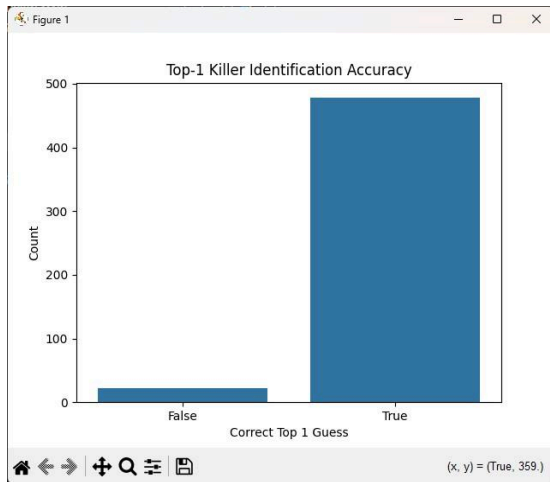 Figure 1
Top-1 Killer Identification Accuracy
500
400
300
200
100
0
Count
False
True
Correct Top 1 Guess
(x, y) = (True, 359.)